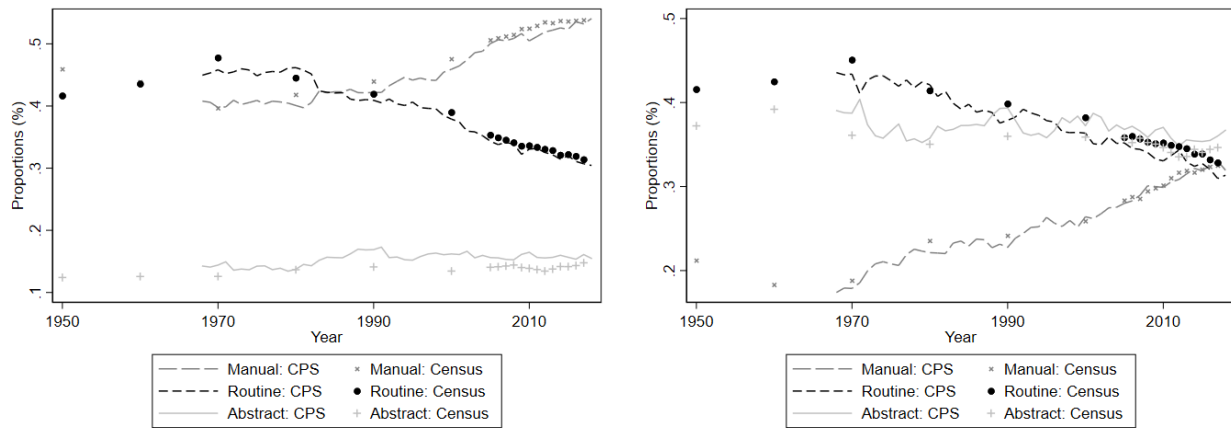 .5
.4
.3
.2
.1
Proportions (%)
1950
1970
1990
2010
Year
Manual: CPS
Manual: Census
Routine: CPS
Routine: Census
Abstract: CPS
Abstract: Census
.5
.4
.3
.2
Proportions (%)
1950
1970
1990
2010
Year
Manual: CPS
Manual: Census
Routine: CPS
Routine: Census
Abstract: CPS
Abstract: Census